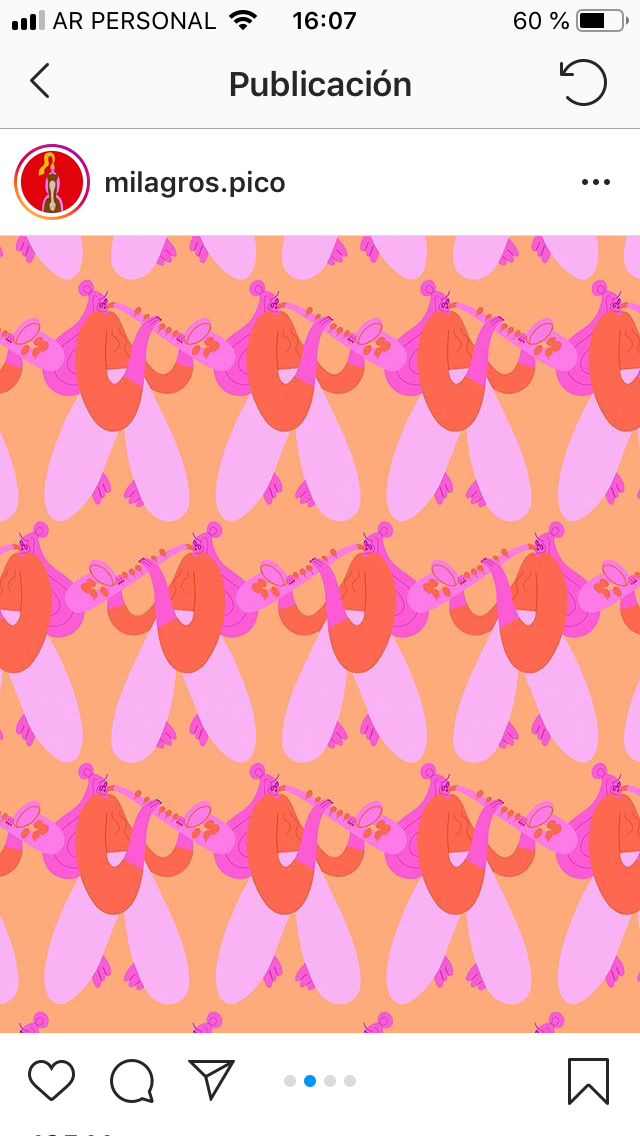 AR PERSONAL 16:07 60 %
Publicación
milagros.pico